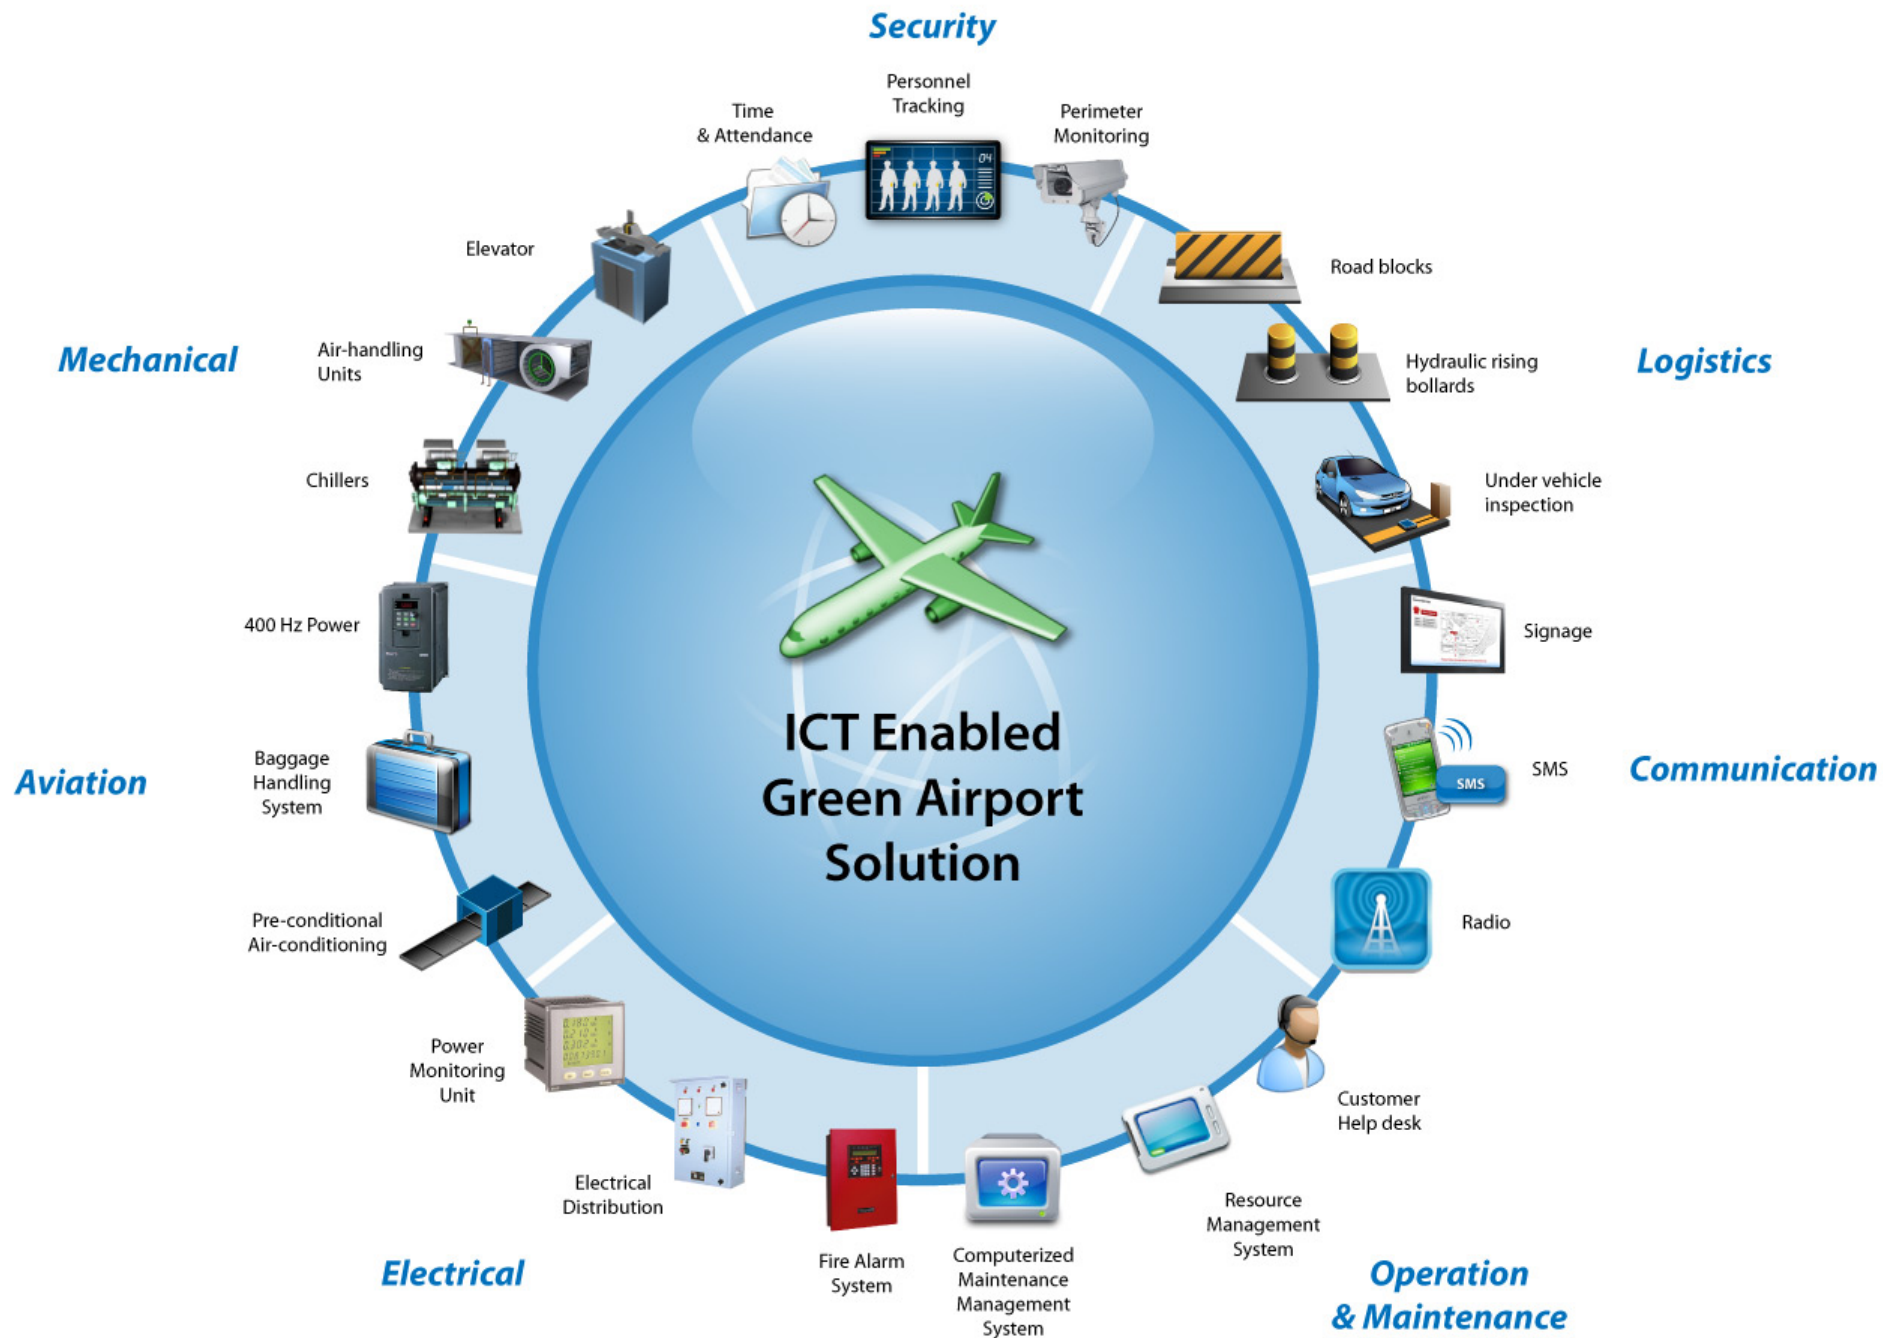 Security
Personnel
Tracking
Time
& Attendance
Perimeter
Monitoring
04
Elevator
Road blocks
Mechanical
Air-handling
Units
Hydraulic rising
bollards
Logistics
Chillers
Under vehicle
inspection
400 Hz Power
Signage
ICT Enabled
Green Airport
Solution
Aviation
Baggage
Handling
System
SMS
SMS
Communication
Pre-conditional
Air-conditioning
Radio
Power
Monitoring
Unit
Customer
Help desk
Electrical
Distribution
Resource
Management
System
Electrical
Fire Alarm
System
Computerized
Maintenance
Management
System
Operation
& Maintenance